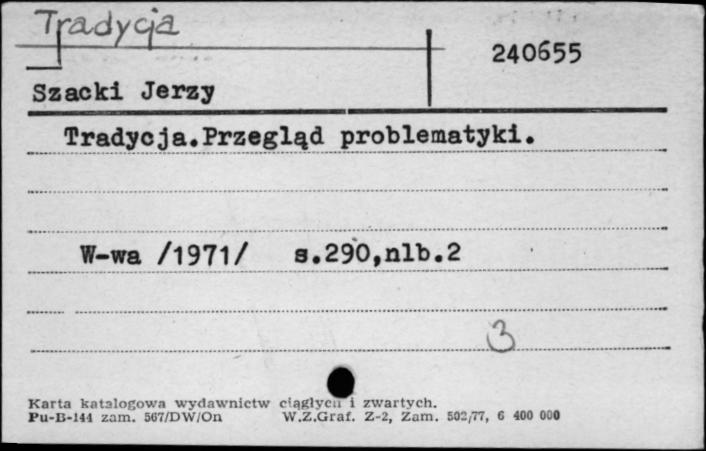 Tradycja
240655
Szacki Jerzy
Tradycja.Przegląd problematyki.
W-wa /1971/ s.290,nlb.2
3
Karta katalogowa wydawnictw ciągłych i zwartych.
Pu-B-144 zam. 567/DW/On W.Z.Graf. Z-2, Zam. 502/77, 6 400 000